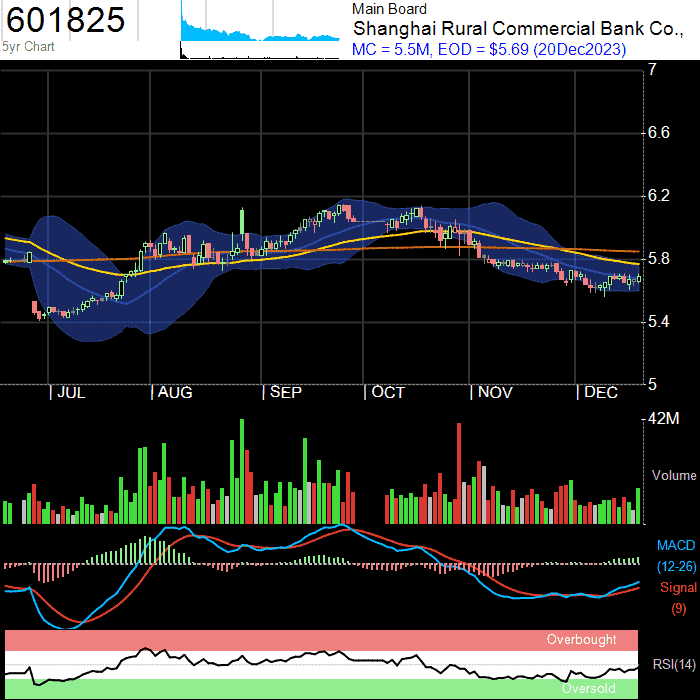 601825
5yr Chart
Main Board
Shanghai Rural Commercial Bank Co.,
MC = 5.5M, EOD = $5.69 (20Dec2023)
7
6.6
6.2
5.8
5.4
5
JUL
AUG
SEP
OCT
NOV
DEC
42M
Volume
MACD
(12-26)
Signal
(9)
Overbought
RSI(14)
Oversold